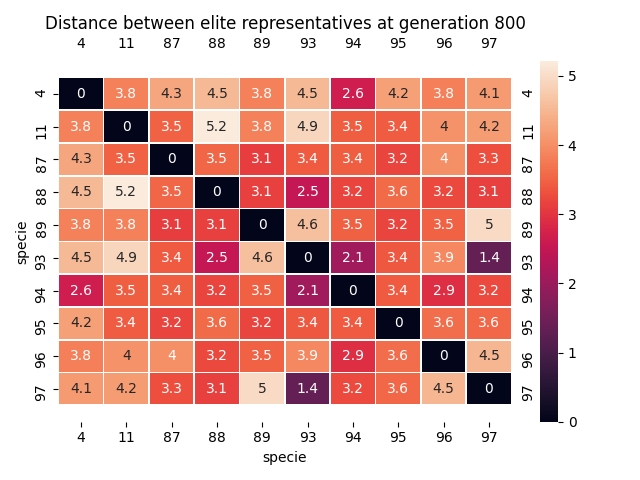 Distance between elite representatives at generation 800
4 11 87 88 89 93 94 95 96 97
4 0 3.8 4.3 4.5 3.8 4.5 2.6 4.2 3.8 4.1 4
11 3.8 0 3.5 5.2 3.8 4.9 3.5 3.4 4 4.2 11
87 4.3 3.5 0 3.5 3.1 3.4 3.4 3.2 4 3.3 87
88 4.5 5.2 3.5 0 3.1 2.5 3.2 3.6 3.2 3.1 88
89 3.8 3.8 3.1 3.1 0 4.6 3.5 3.2 3.5 5 89
93 4.5 4.9 3.4 2.5 4.6 0 2.1 3.4 3.9 1.4 93
94 2.6 3.5 3.4 3.2 3.5 2.1 0 3.4 2.9 3.2 94
95 4.2 3.4 3.2 3.6 3.2 3.4 3.4 0 3.6 3.6 95
96 3.8 4 4 3.2 3.5 3.9 2.9 3.6 0 4.5 96
97 4.1 4.2 3.3 3.1 5 1.4 3.2 3.6 4.5 0 97
4 11 87 88 89 93 94 95 96 97
specie
specie
5
4
3
2
1
0